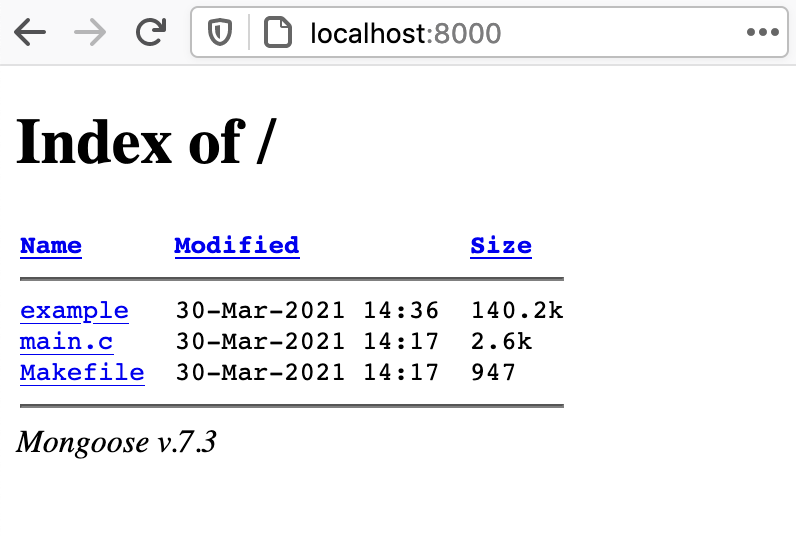 localhost:8000
Index of /
Name Modified Size
example 30-Mar-2021 14:36 140.2k
main.c 30-Mar-2021 14:17 2.6k
Makefile 30-Mar-2021 14:17 947
Mongoose v.7.3